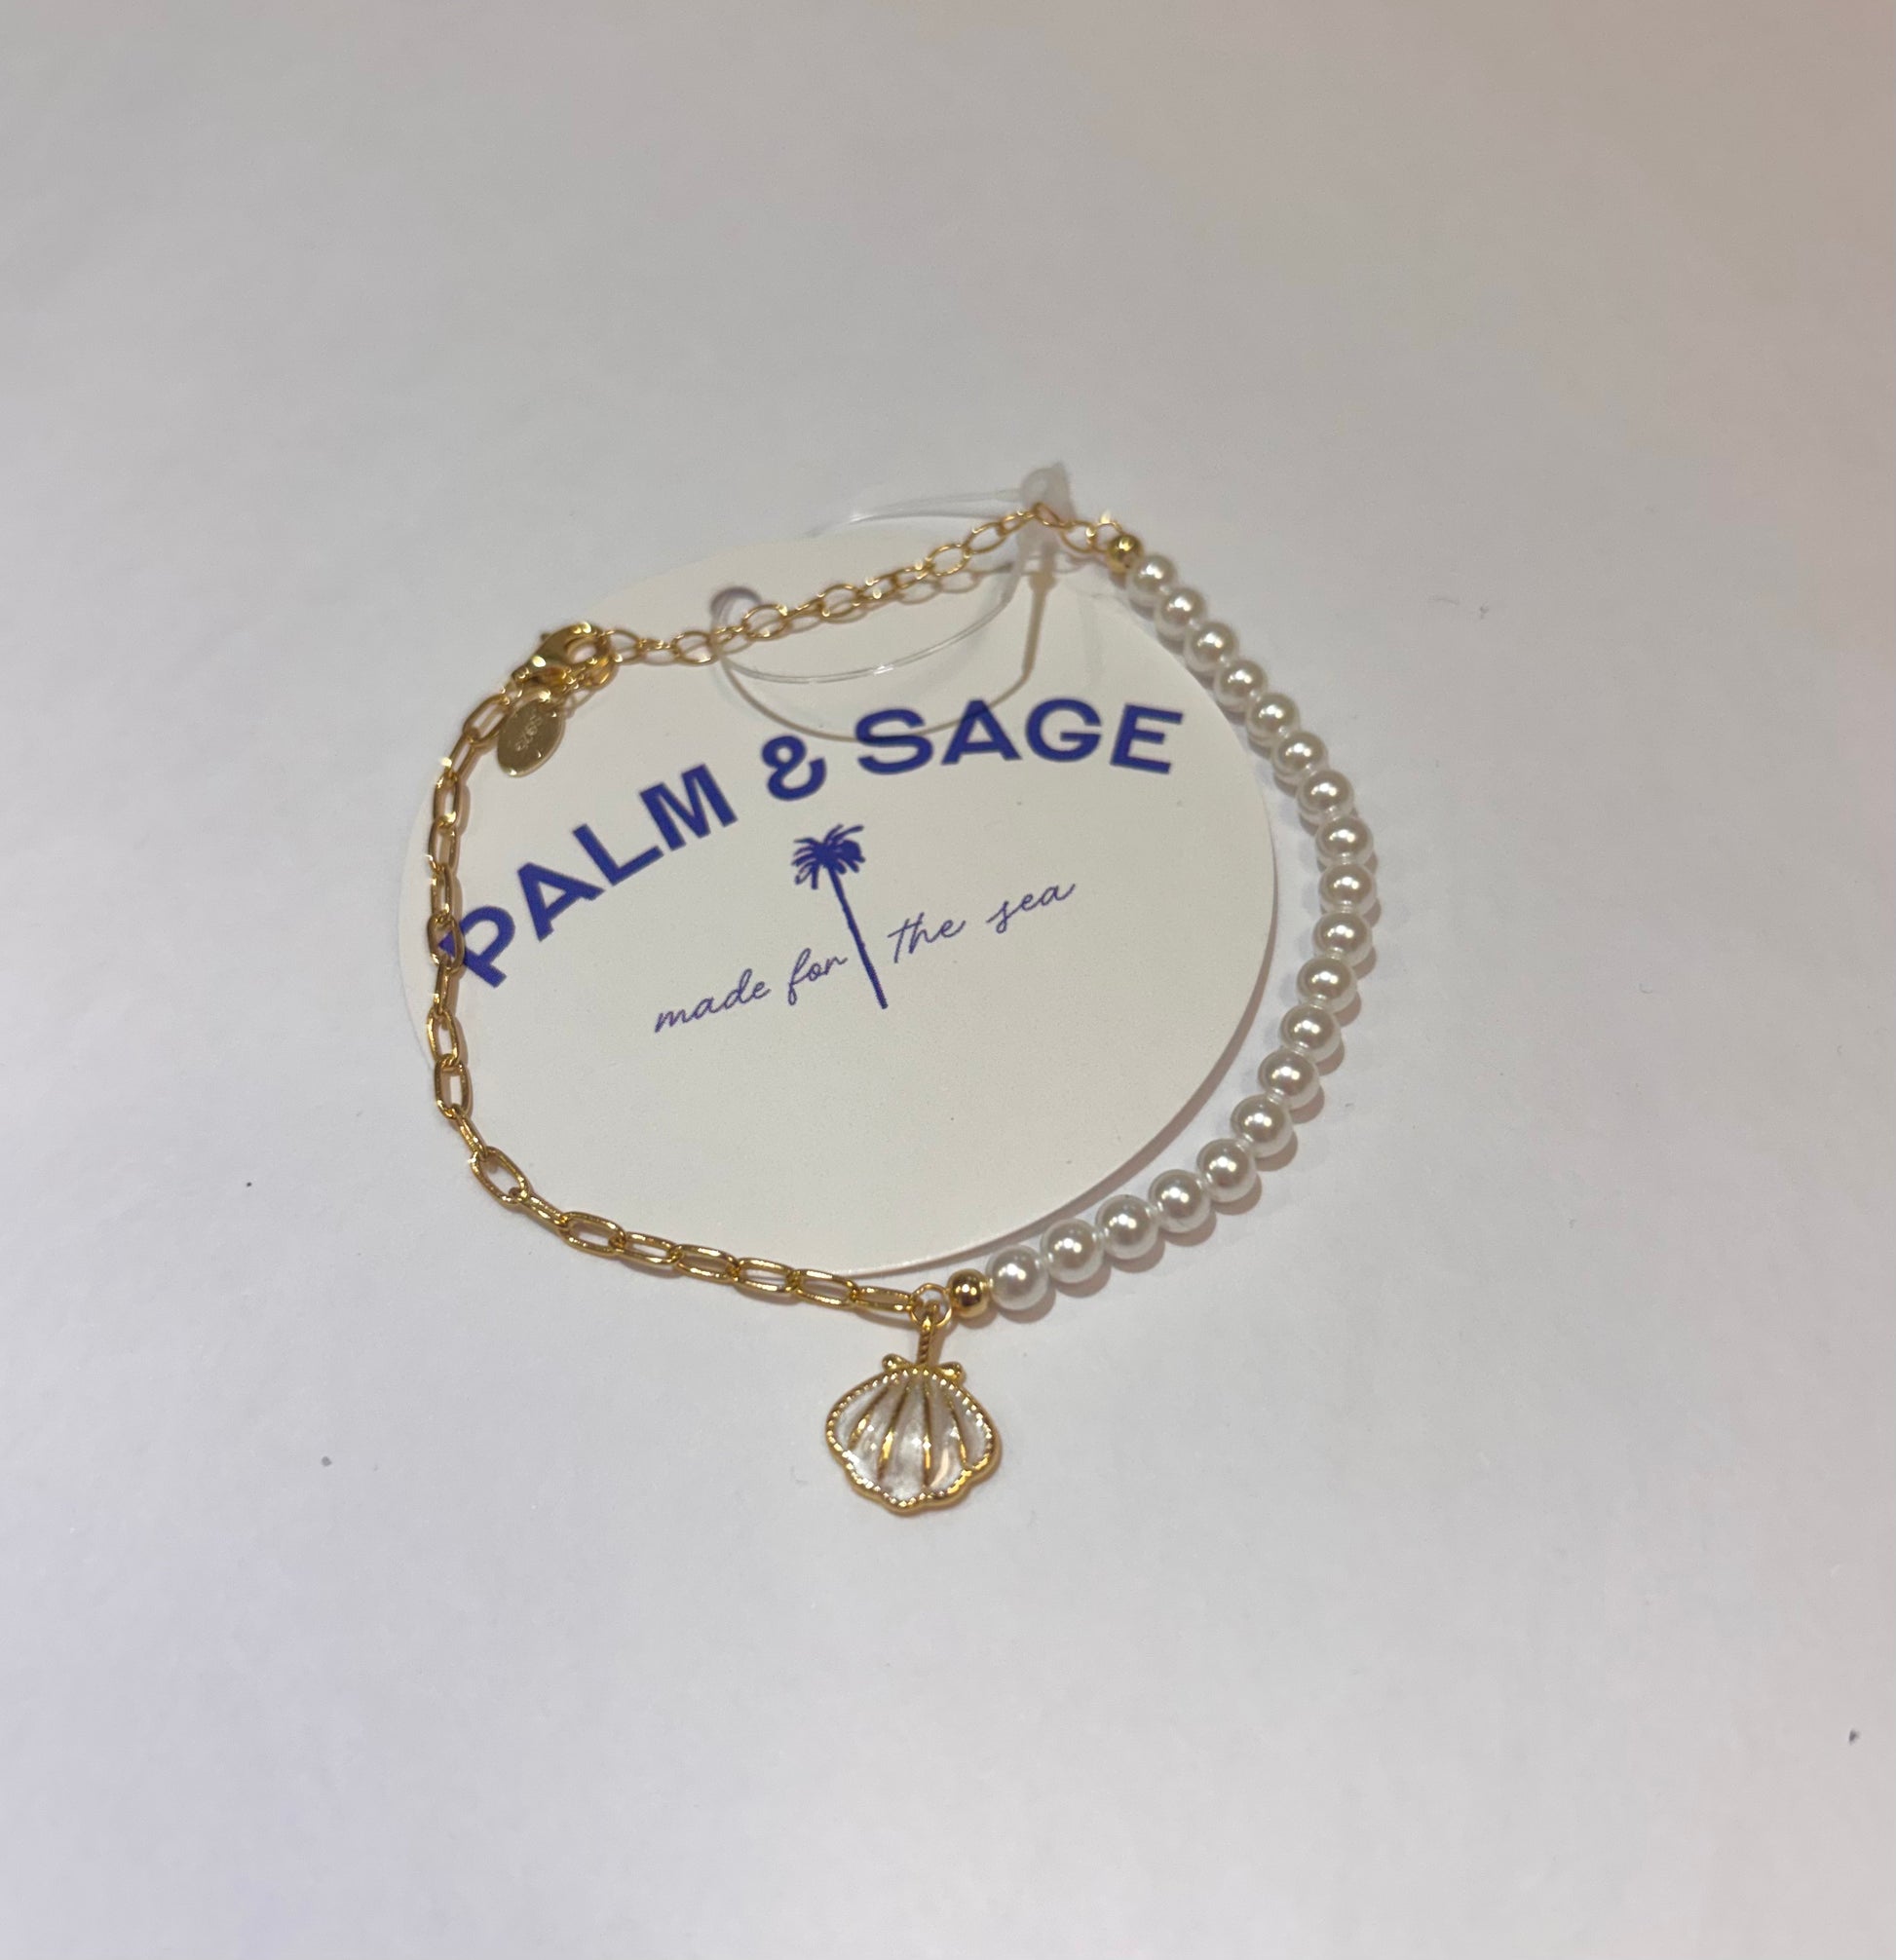 PALM & SAGE
made for the sea